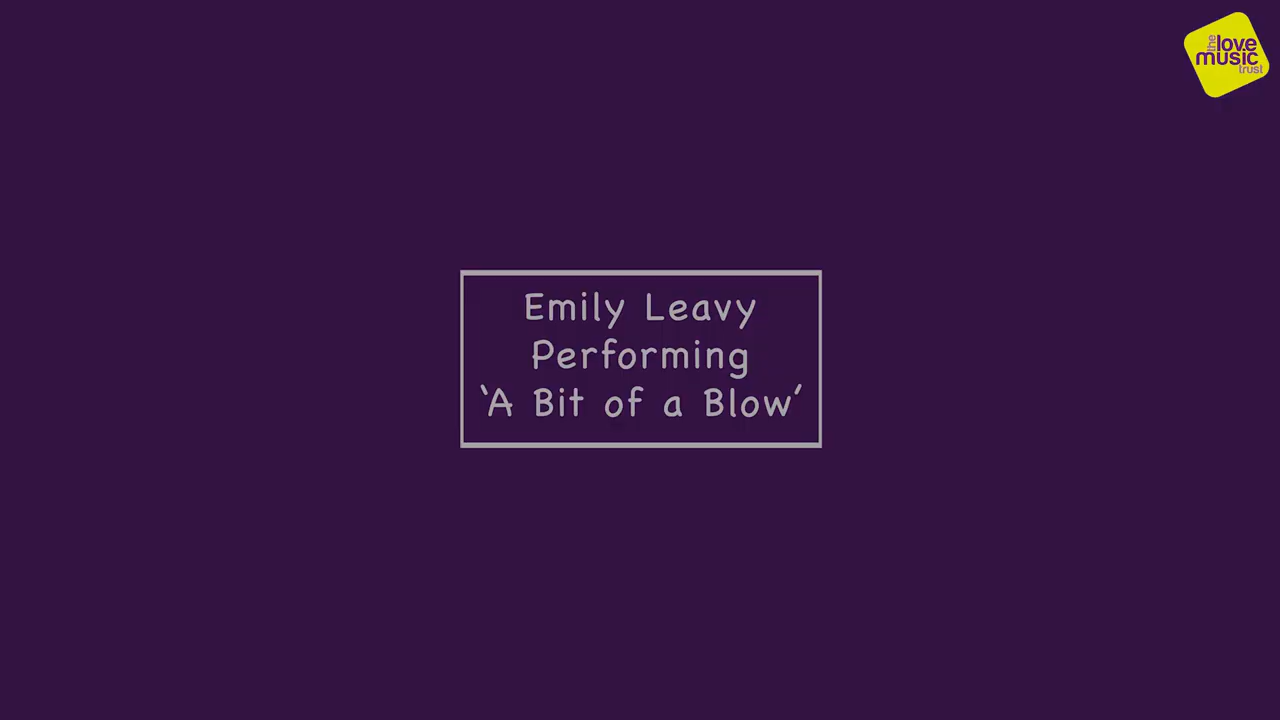 the love
music
trust
Emily Leavy
Performing
‘A Bit of a Blow’